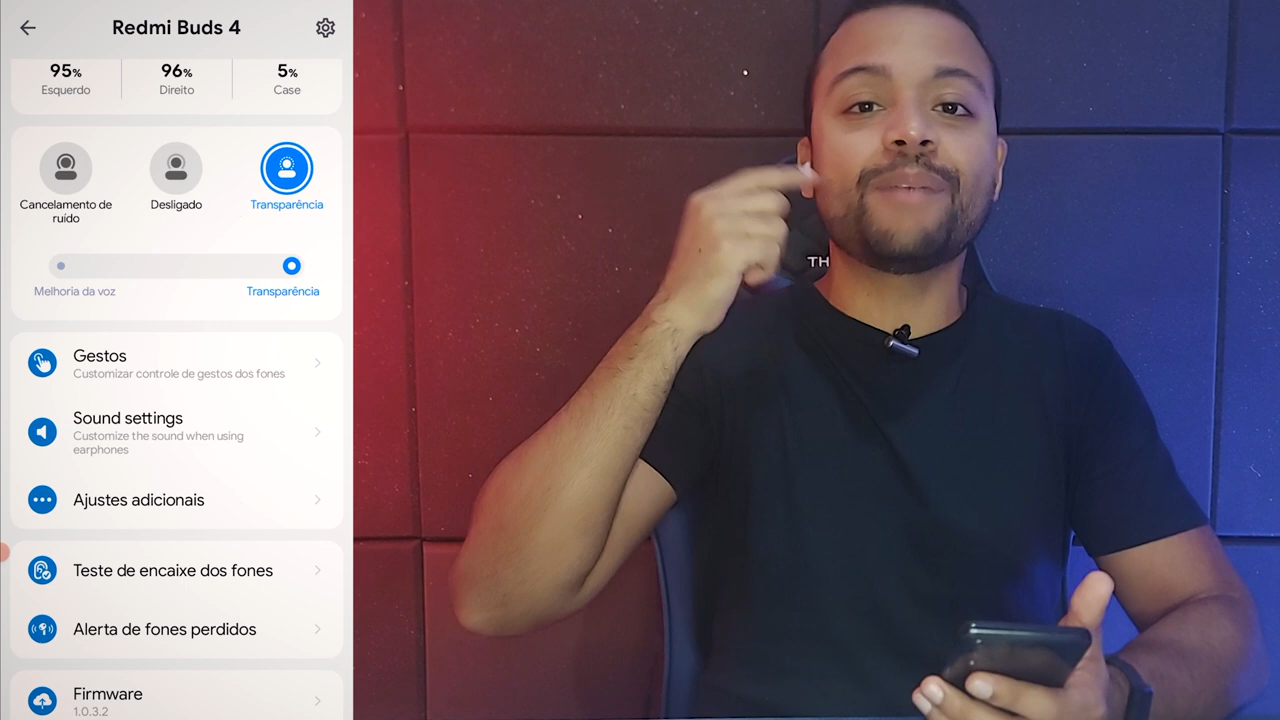 Redmi Buds 4
95% 96% 5%
Esquerdo Direito Case
Cancelamento de ruído Desligado Transparência
Melhoria da voz Transparência
Gestos
Customizar controle de gestos dos fones
Sound settings
Customize the sound when using
earphones
Ajustes adicionais
Teste de encaixe dos fones
Alerta de fones perdidos
Firmware
1.0.3.2
TH